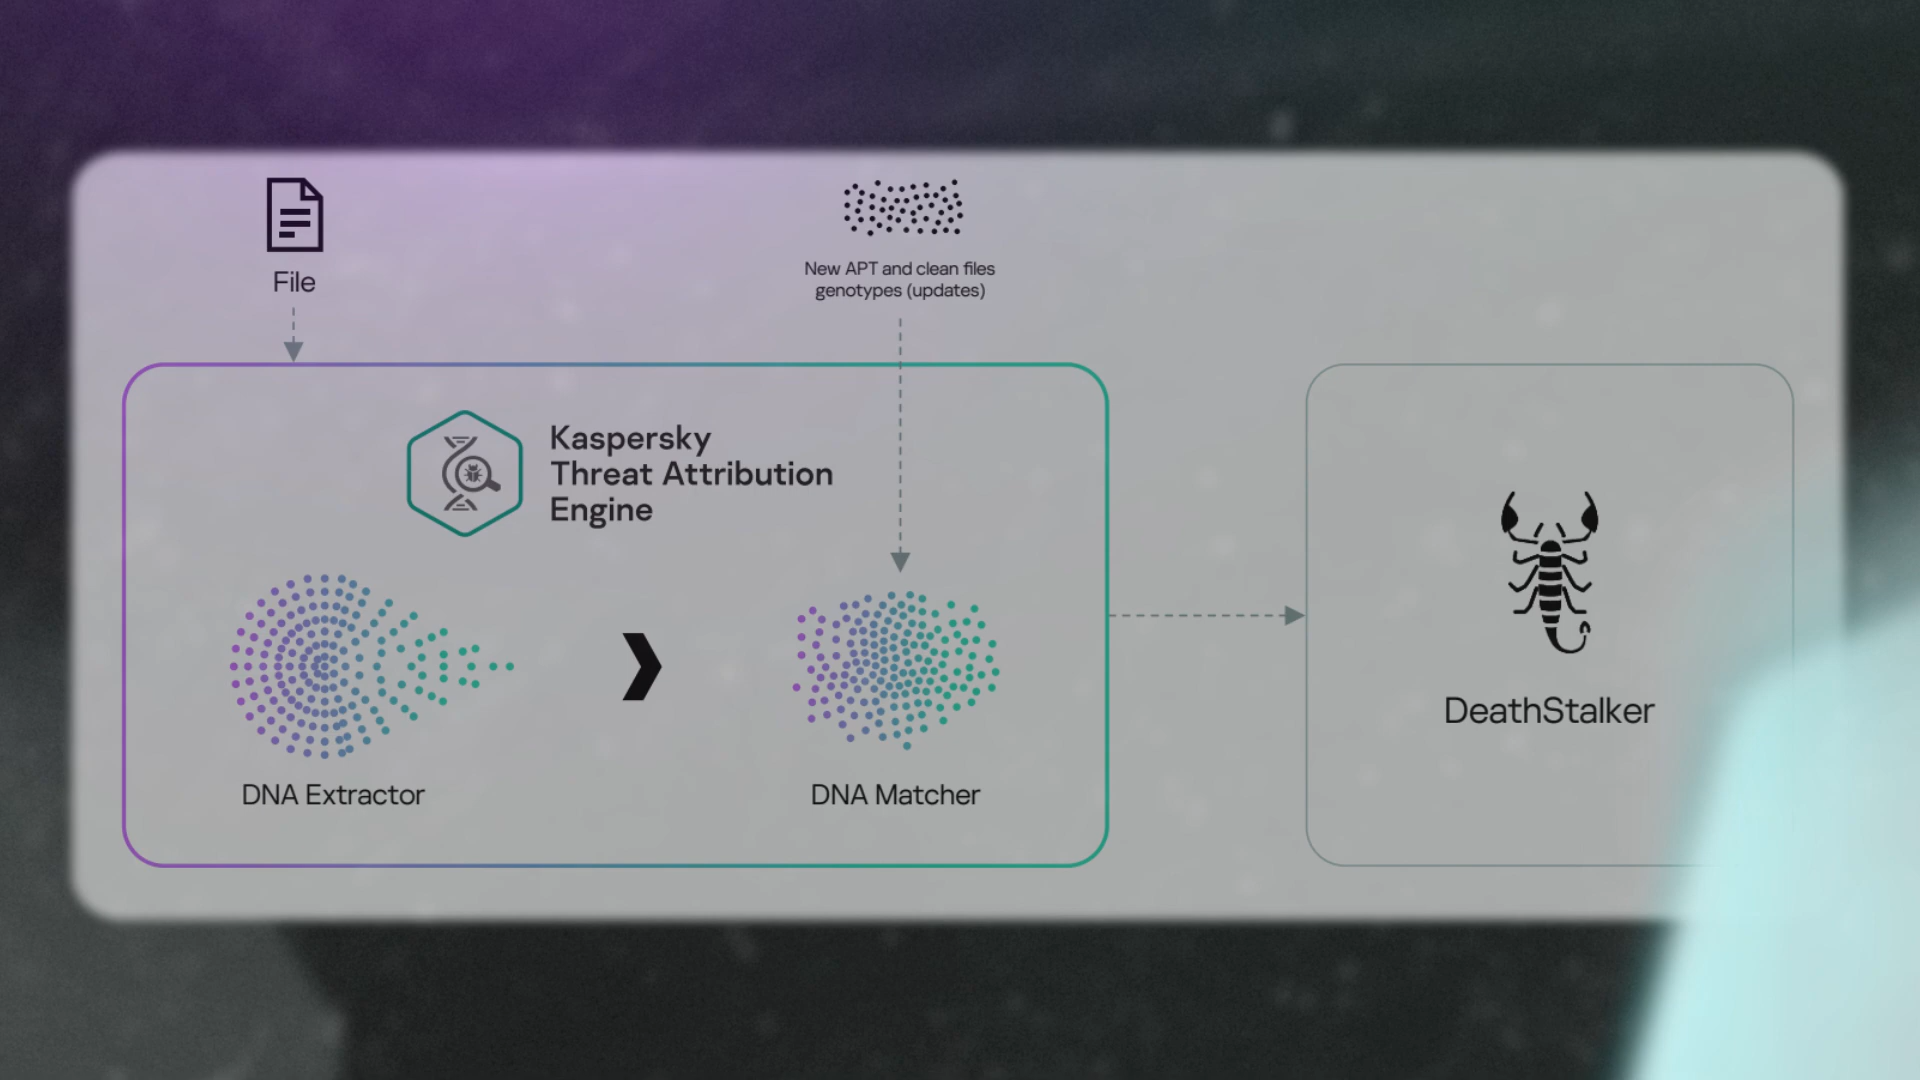 File
New APT and clean files
genotypes (updates)
Kaspersky
Threat Attribution
Engine
DNA Extractor
DNA Matcher
DeathStalker